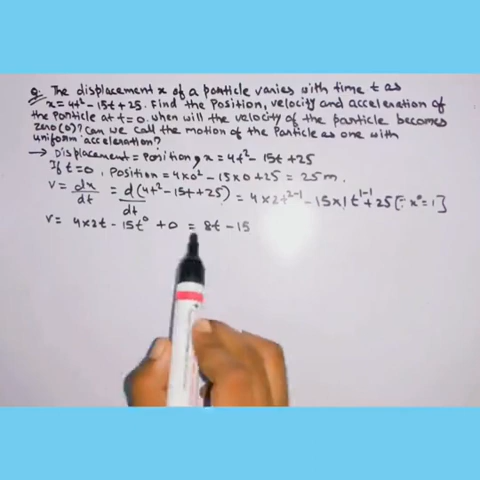 Q. The displacement x of a particle varies with time t as
x = 4t² - 15t + 25. Find the Position, velocity and acceleration of
the Particle at t=0. When will the velocity of the particle becomes
zero(0)? Can we call the motion of the Particle as one with
uniform acceleration?
→ Displacement = Position, x = 4t² - 15t + 25
If t=0, Position = 4×0² - 15×0 + 25 = 25m.
V = dx/dt = d(4t² - 15t + 25)/dt = 4×2t²⁻¹ - 15×1t¹⁻¹ + 25 [∵ x⁰=1]
V = 4×2t - 15t⁰ + 0 = 8t - 15